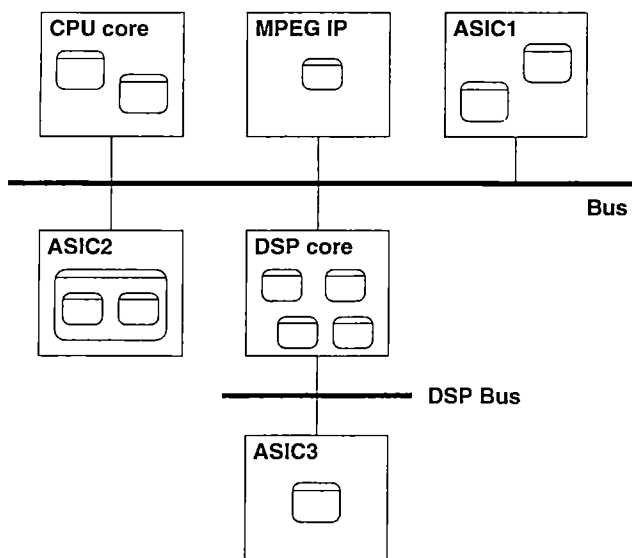 CPU core
MPEG IP
ASIC1
Bus
ASIC2
DSP core
DSP Bus
ASIC3